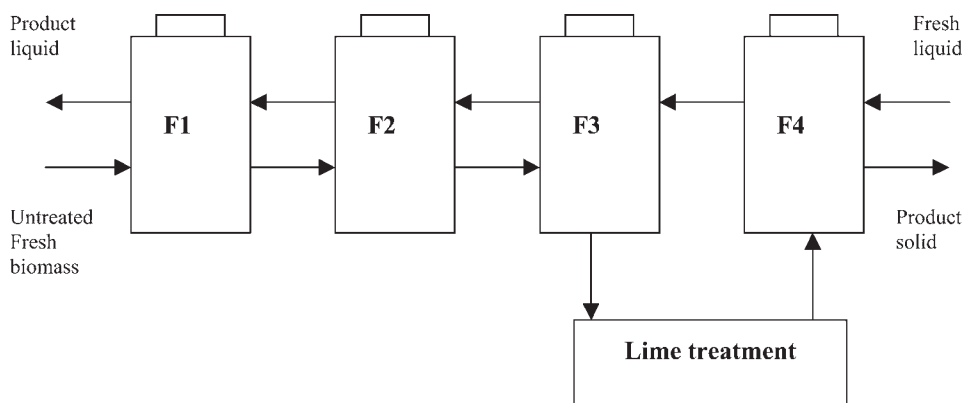 Product
liquid
Fresh
liquid
F1
F2
F3
F4
Untreated
Fresh
biomass
Product
solid
Lime treatment